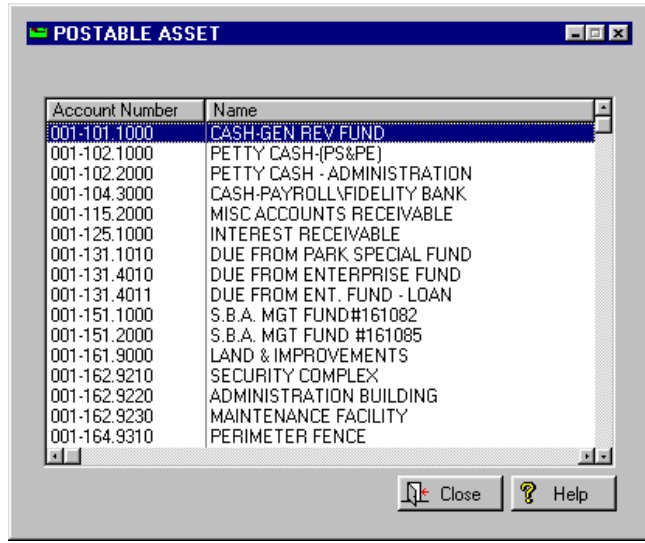 POSTABLE ASSET
Account Number Name
001-101.1000 CASH-GEN REV FUND
001-102.1000 PETTY CASH-(PS&PE)
001-102.2000 PETTY CASH - ADMINISTRATION
001-104.3000 CASH-PAYROLL\FIDELITY BANK
001-115.2000 MISC ACCOUNTS RECEIVABLE
001-125.1000 INTEREST RECEIVABLE
001-131.1010 DUE FROM PARK SPECIAL FUND
001-131.4010 DUE FROM ENTERPRISE FUND
001-131.4011 DUE FROM ENT. FUND - LOAN
001-151.1000 S.B.A. MGT FUND#161082
001-151.2000 S.B.A. MGT FUND #161085
001-161.9000 LAND & IMPROVEMENTS
001-162.9210 SECURITY COMPLEX
001-162.9220 ADMINISTRATION BUILDING
001-162.9230 MAINTENANCE FACILITY
001-164.9310 PERIMETER FENCE
Close Help